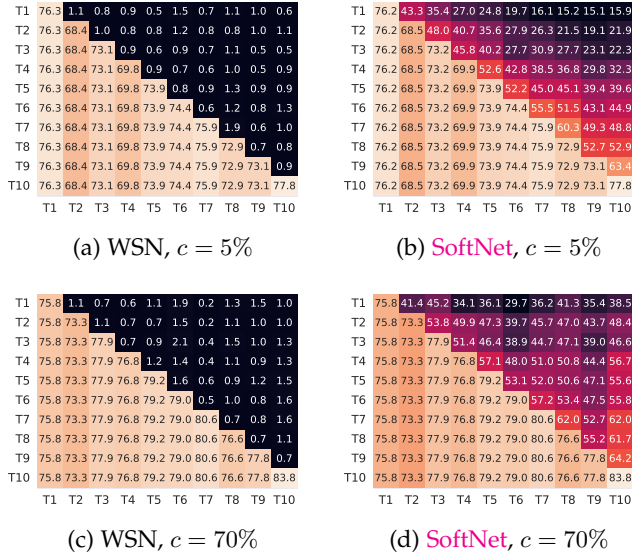 T1 76.3 1.1 0.8 0.9 0.5 1.5 0.7 1.1 1.0 0.6
T2 76.3 68.4 1.0 0.8 0.8 1.2 0.8 1.1 0.5 0.9
T3 76.3 68.4 73.1 0.9 0.6 1.0 0.7 0.8 1.0 0.5
T4 76.3 68.4 73.1 69.8 0.9 0.7 0.6 1.0 0.5 0.9
T5 76.3 68.4 73.1 69.8 73.9 0.8 0.9 1.3 0.9 0.9
T6 76.3 68.4 73.1 69.8 73.9 74.4 0.6 1.2 0.8 1.3
T7 76.3 68.4 73.1 69.8 73.9 74.4 75.9 1.9 0.6 1.0
T8 76.3 68.4 73.1 69.8 73.9 74.4 75.9 72.9 0.7 0.8
T9 76.3 68.4 73.1 69.8 73.9 74.4 75.9 72.9 73.1 0.9
T10 76.3 68.4 73.1 69.8 73.9 74.4 75.9 72.9 73.1 77.8
T1 T2 T3 T4 T5 T6 T7 T8 T9 T10
(a) WSN, c = 5%
T1 76.2 43.3 35.4 27.0 24.8 19.7 16.1 15.2 15.1 15.9
T2 76.2 68.5 48.0 40.7 35.6 27.9 26.3 21.5 19.1 21.9
T3 76.2 68.5 73.2 45.8 40.2 27.7 30.9 27.7 23.1 22.3
T4 76.2 68.5 73.2 69.9 52.6 42.8 38.5 36.8 29.8 32.3
T5 76.2 68.5 73.2 69.9 73.9 52.2 45.0 45.1 39.4 39.6
T6 76.2 68.5 73.2 69.9 73.9 74.4 55.5 51.5 43.1 44.9
T7 76.2 68.5 73.2 69.9 73.9 74.4 75.9 60.3 49.3 48.8
T8 76.2 68.5 73.2 69.9 73.9 74.4 75.9 72.9 52.7 52.9
T9 76.2 68.5 73.2 69.9 73.9 74.4 75.9 72.9 73.1 63.4
T10 76.2 68.5 73.2 69.9 73.9 74.4 75.9 72.9 73.1 77.8
T1 T2 T3 T4 T5 T6 T7 T8 T9 T10
(b) SoftNet, c = 5%
T1 75.8 1.1 0.7 0.6 1.1 1.9 0.2 1.3 1.5 1.0
T2 75.8 73.3 1.1 0.7 0.7 1.5 0.2 1.1 1.0 1.0
T3 75.8 73.3 77.9 0.7 0.9 2.1 0.4 1.5 1.0 1.3
T4 75.8 73.3 77.9 76.8 1.2 1.4 0.4 1.1 0.9 1.3
T5 75.8 73.3 77.9 76.8 79.2 1.6 0.6 0.9 1.2 1.5
T6 75.8 73.3 77.9 76.8 79.2 79.0 0.5 1.0 0.8 1.6
T7 75.8 73.3 77.9 76.8 79.2 79.0 80.6 0.7 0.8 1.6
T8 75.8 73.3 77.9 76.8 79.2 79.0 80.6 76.6 0.7 1.1
T9 75.8 73.3 77.9 76.8 79.2 79.0 80.6 76.6 77.8 0.7
T10 75.8 73.3 77.9 76.8 79.2 79.0 80.6 76.6 77.8 83.8
T1 T2 T3 T4 T5 T6 T7 T8 T9 T10
(c) WSN, c = 70%
T1 75.8 41.4 45.2 34.1 36.1 29.7 36.2 41.3 35.4 38.5
T2 75.8 73.3 53.8 49.9 47.3 39.7 45.7 47.0 43.7 48.4
T3 75.8 73.3 77.9 51.4 46.4 38.9 44.7 47.1 39.0 46.6
T4 75.8 73.3 77.9 76.8 57.1 48.0 51.0 50.8 44.4 56.7
T5 75.8 73.3 77.9 76.8 79.2 53.1 52.0 50.6 47.1 55.6
T6 75.8 73.3 77.9 76.8 79.2 79.0 57.2 53.4 47.5 55.8
T7 75.8 73.3 77.9 76.8 79.2 79.0 80.6 62.0 52.7 62.0
T8 75.8 73.3 77.9 76.8 79.2 79.0 80.6 76.6 55.2 61.7
T9 75.8 73.3 77.9 76.8 79.2 79.0 80.6 76.6 77.8 64.2
T10 75.8 73.3 77.9 76.8 79.2 79.0 80.6 76.6 77.8 83.8
T1 T2 T3 T4 T5 T6 T7 T8 T9 T10
(d) SoftNet, c = 70%